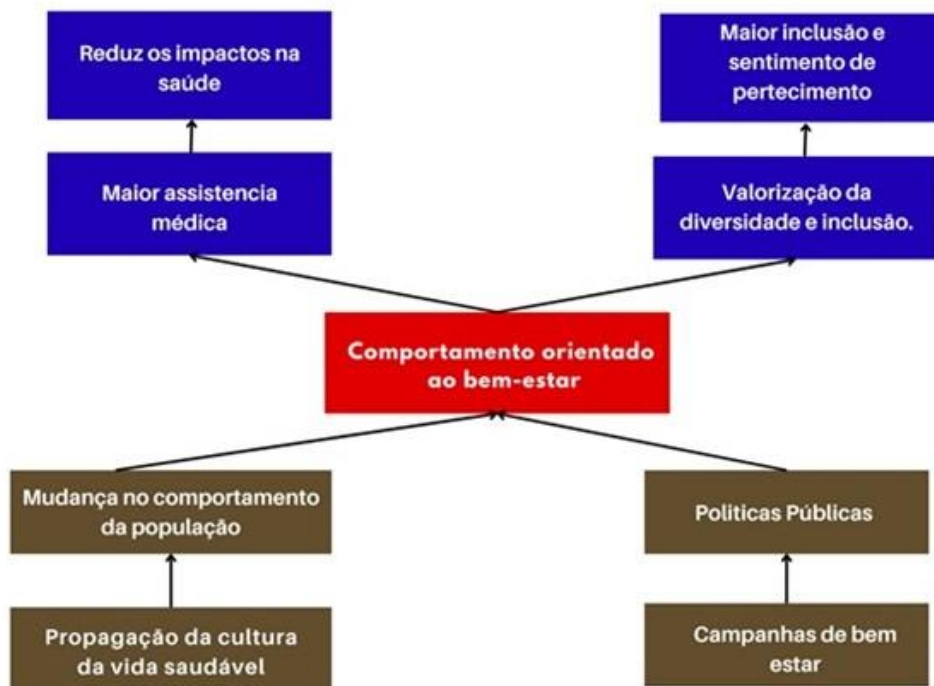 Reduz os impactos na
saúde
Maior inclusão e
sentimento de
pertecimento
Maior assistencia
médica
Valorização da
diversidade e inclusão.
Comportamento orientado
ao bem-estar
Mudança no comportamento
da população
Politicas Públicas
Propagação da cultura
da vida saudável
Campanhas de bem
estar